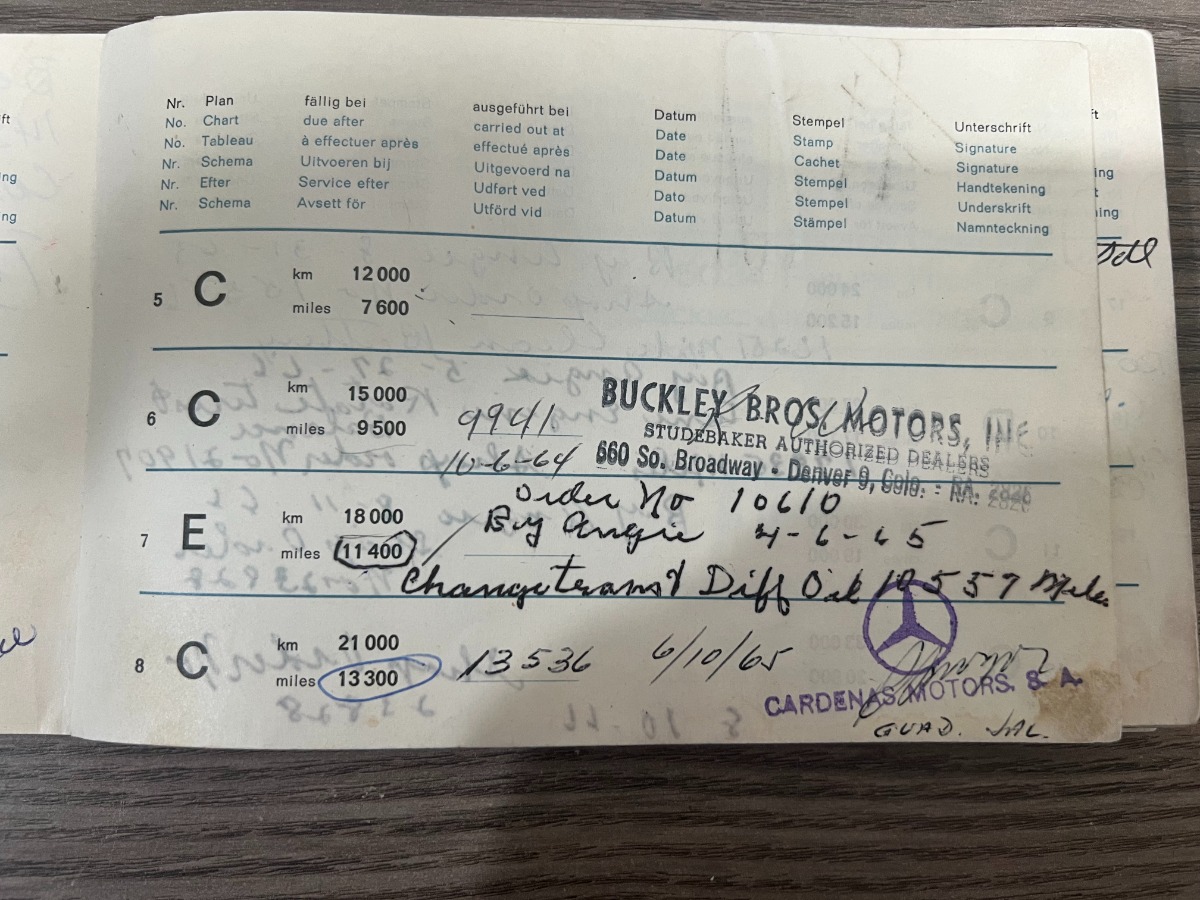 Nr. Plan fällig bei ausgeführt bei Datum Stempel Unterschrift
No. Chart due after carried out at Date Stamp Signature
No. Tableau à effectuer après effectué après Date Cachet Signature
Nr. Schema Uitvoeren bij Uitgevoerd na Datum Stempel Handtekening
Nr. Efter Service efter Udført ved Dato Stempel Underskrift
Nr. Schema Avsett för Utförd vid Datum Stämpel Namnteckning
5 C km 12 000
miles 7 600
6 C km 15 000
miles 9 500 9941
10-6-64
BUCKLEY BROS. MOTORS, INC
STUDEBAKER AUTHORIZED DEALERS
660 So. Broadway - Denver 9, Colo. - RA.
Order No 10610
7 E km 18 000
miles 11 400
By Angie 4-6-65
Change trans & Diff Oil 10557 Miles
8 C km 21 000
miles 13 300 13536 6/10/65
CARDENAS MOTORS. S. A.
GUAD. JAL.